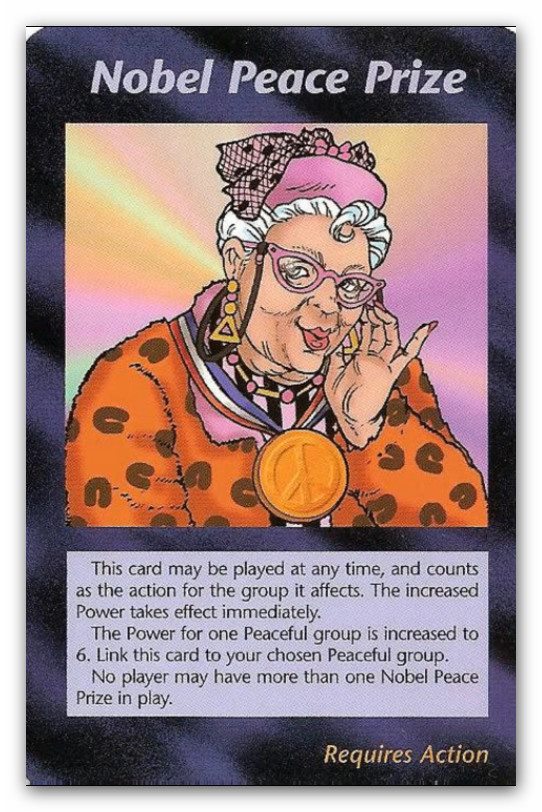 Nobel Peace Prize
This card may be played at any time, and counts
as the action for the group it affects. The increased
Power takes effect immediately.
The Power for one Peaceful group is increased to
6. Link this card to your chosen Peaceful group.
No player may have more than one Nobel Peace
Prize in play.
Requires Action